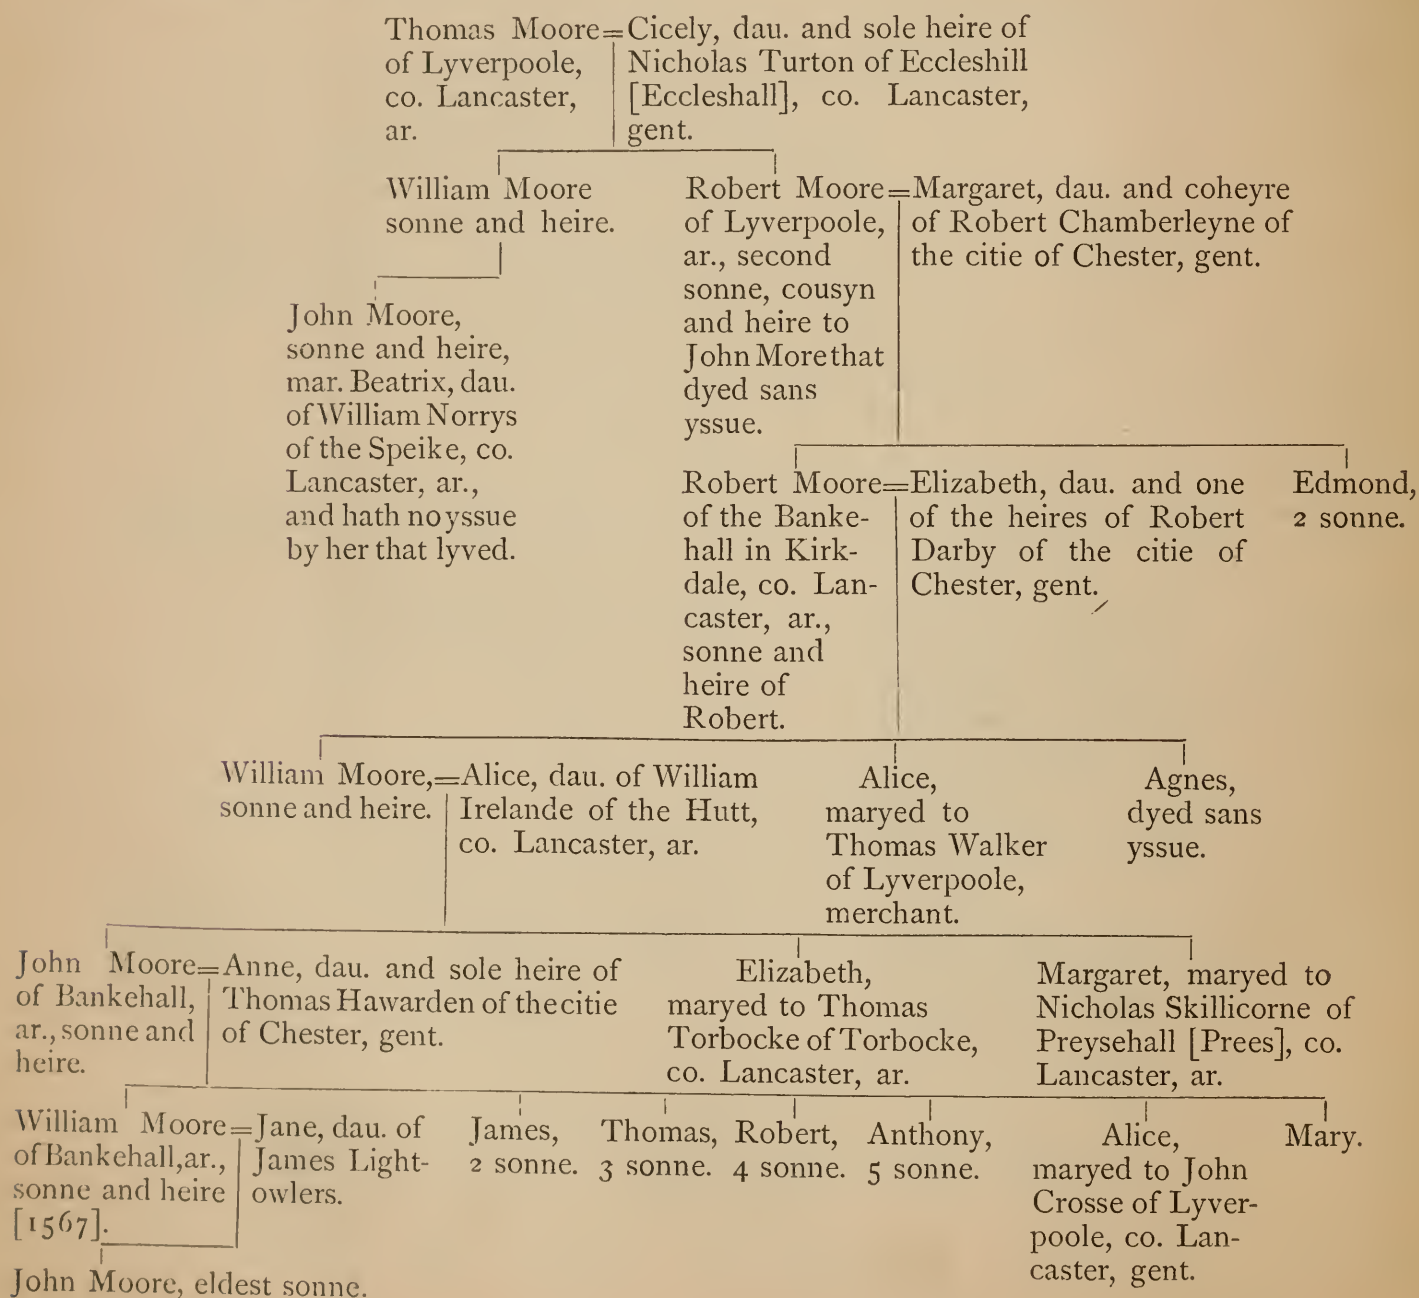 Thomas Moore=Cicely, dau. and sole heire of
of Lyverpoole, Nicholas Turton of Eccleshill
co. Lancaster, [Eccleshall], co. Lancaster,
ar. gent.
William Moore
sonne and heire.
Robert Moore=Margaret, dau. and coheyre
of Lyverpoole, of Robert Chamberleyne of
ar., second the citie of Chester, gent.
sonne, cousyn
and heire to
John More that
dyed sans
yssue.
John Moore,
sonne and heire,
mar. Beatrix, dau.
of William Norrys
of the Speike, co.
Lancaster, ar.,
and hath no yssue
by her that lyved.
Robert Moore=Elizabeth, dau. and one
of the Banke- of the heires of Robert
hall in Kirk- Darby of the citie of
dale, co. Lan- Chester, gent.
caster, ar.,
sonne and
heire of
Robert.
Edmond,
2 sonne.
William Moore,=Alice, dau. of William
sonne and heire. Irelande of the Hutt,
co. Lancaster, ar.
Alice,
maryed to
Thomas Walker
of Lyverpoole,
merchant.
Agnes,
dyed sans
yssue.
John Moore=Anne, dau. and sole heire of
of Bankehall, Thomas Hawarden of the citie
ar., sonne and of Chester, gent.
heire.
Elizabeth,
maryed to Thomas
Torbocke of Torbocke,
co. Lancaster, ar.
Margaret, maryed to
Nicholas Skillicorne of
Preysehall [Prees], co.
Lancaster, ar.
William Moore=Jane, dau. of
of Bankehall, ar., James Light-
sonne and heire owlers.
[1567].
James,
2 sonne.
Thomas,
3 sonne.
Robert,
4 sonne.
Anthony,
5 sonne.
Alice,
maryed to John
Crosse of Lyver-
poole, co. Lan-
caster, gent.
Mary.
John Moore, eldest sonne.